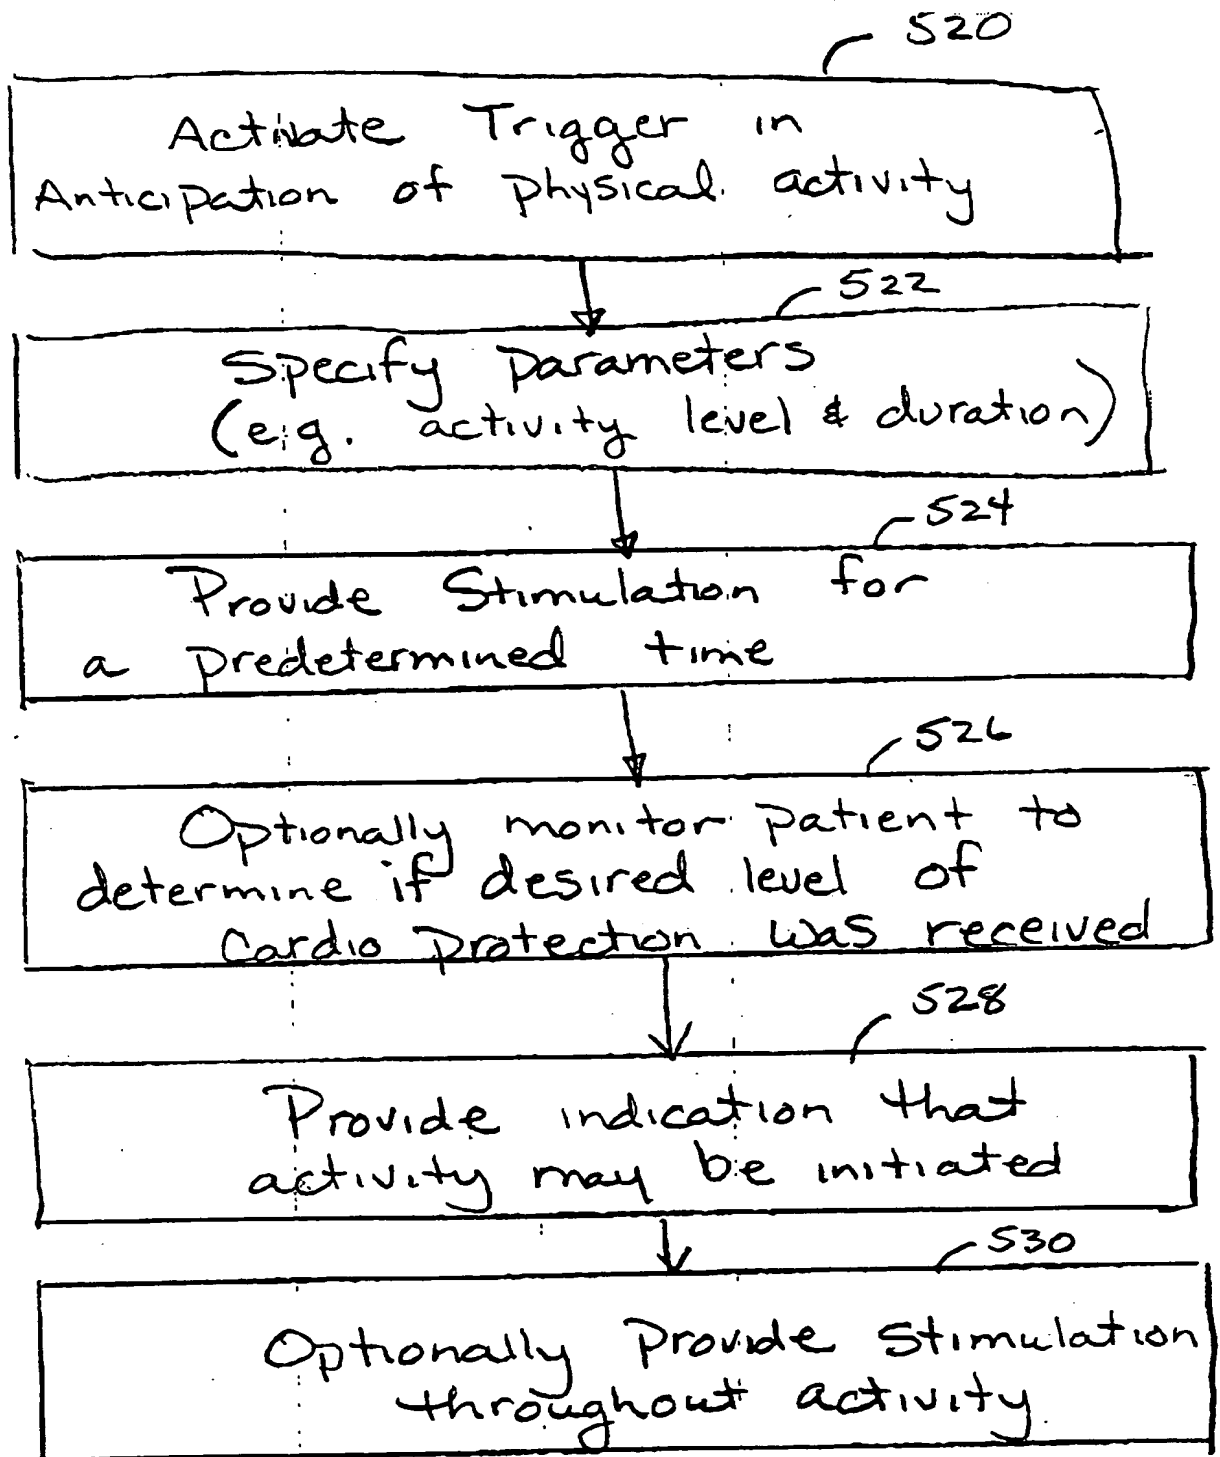 520
Activate Trigger in
Anticipation of physical activity
522
Specify parameters
(e.g. activity level & duration)
524
Provide Stimulation for
a predetermined time
526
Optionally monitor patient to
determine if desired level of
Cardio protection was received
528
Provide indication that
activity may be initiated
530
Optionally Provide Stimulation
throughout activity